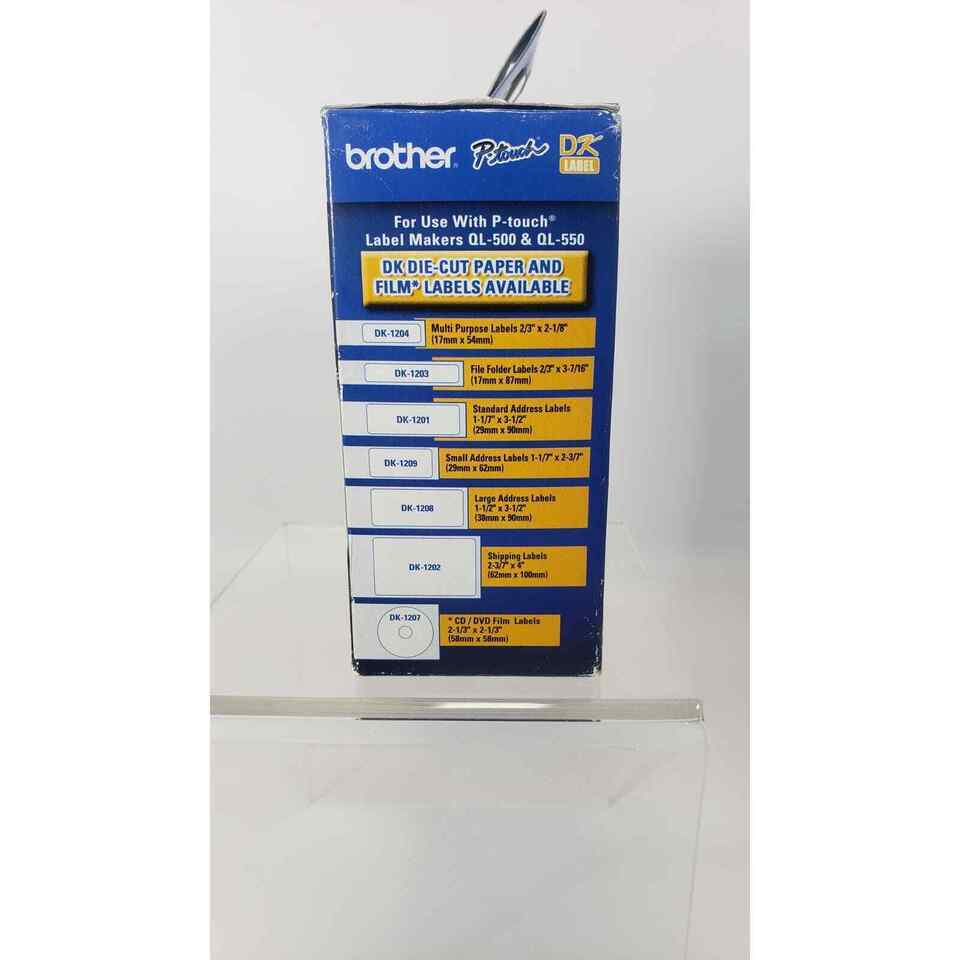 brother® P-touch® DK
LABEL
For Use With P-touch®
Label Makers QL-500 & QL-550
DK DIE-CUT PAPER AND
FILM* LABELS AVAILABLE
DK-1204
Multi Purpose Labels 2/3" x 2-1/8"
(17mm x 54mm)
DK-1203
File Folder Labels 2/3" x 3-7/16"
(17mm x 87mm)
DK-1201
Standard Address Labels
1-1/7" x 3-1/2"
(29mm x 90mm)
DK-1209
Small Address Labels 1-1/7" x 2-3/7"
(29mm x 62mm)
DK-1208
Large Address Labels
1-1/2" x 3-1/2"
(38mm x 90mm)
DK-1202
Shipping Labels
2-3/7" x 4"
(62mm x 100mm)
DK-1207
* CD / DVD Film Labels
2-1/3" x 2-1/3"
(58mm x 58mm)